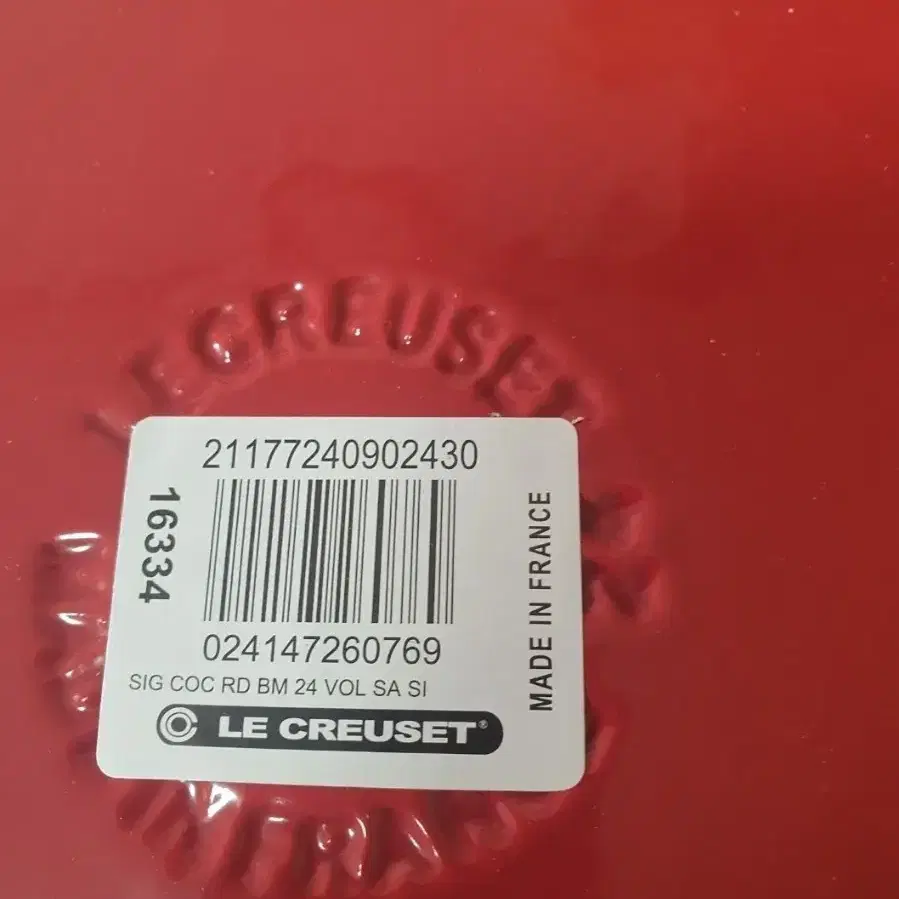 LE CREUSET
21177240902430
16334
024147260769
SIG COC RD BM 24 VOL SA SI
LE CREUSET®
MADE IN FRANCE